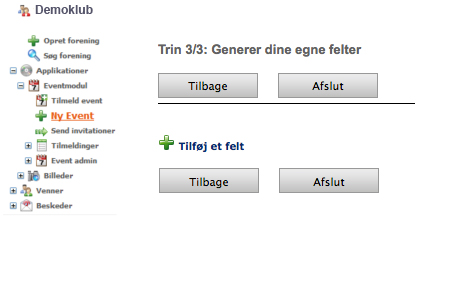 Demoklub
Opret forening
Søg forening
Applikationer
Eventmodul
Tilmeld event
Ny Event
Send invitationer
Tilmeldinger
Event admin
Billeder
Venner
Beskeder
Trin 3/3: Generer dine egne felter
Tilbage Afslut
Tilføj et felt
Tilbage Afslut